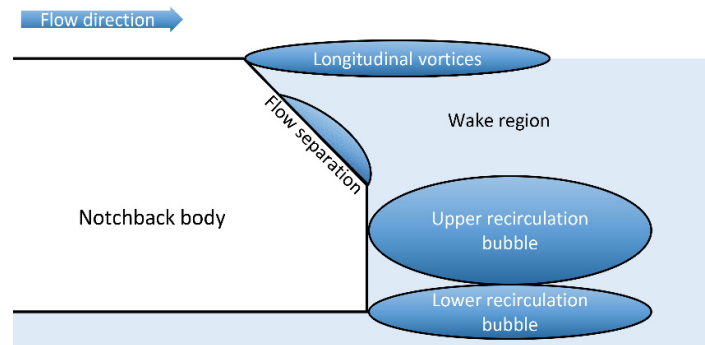 Flow direction
Longitudinal vortices
Flow separation
Wake region
Notchback body
Upper recirculation
bubble
Lower recirculation
bubble